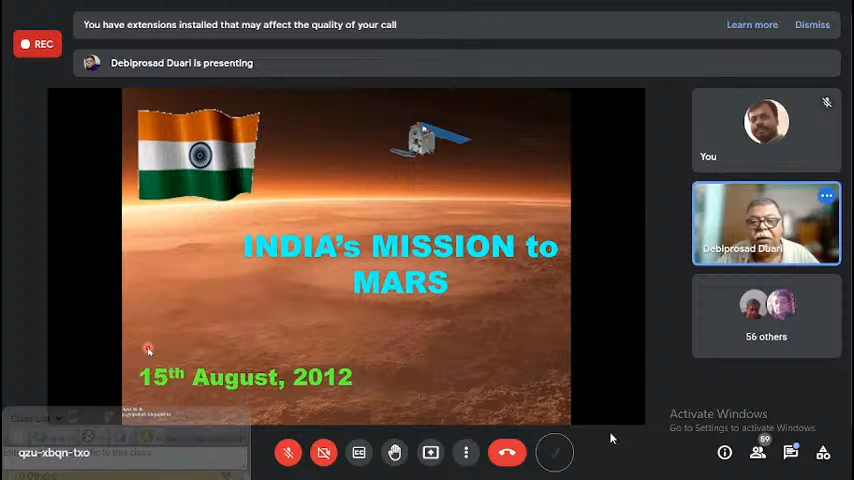 You have extensions installed that may affect the quality of your call
Learn more
Dismiss
REC
Debiprosad Duari is presenting
You
INDIA's MISSION to
MARS
Debiprosad Duari
56 others
15th August, 2012
Class List
Activate Windows
Go to Settings to activate Windows.
59
qzu-xbqn-txo